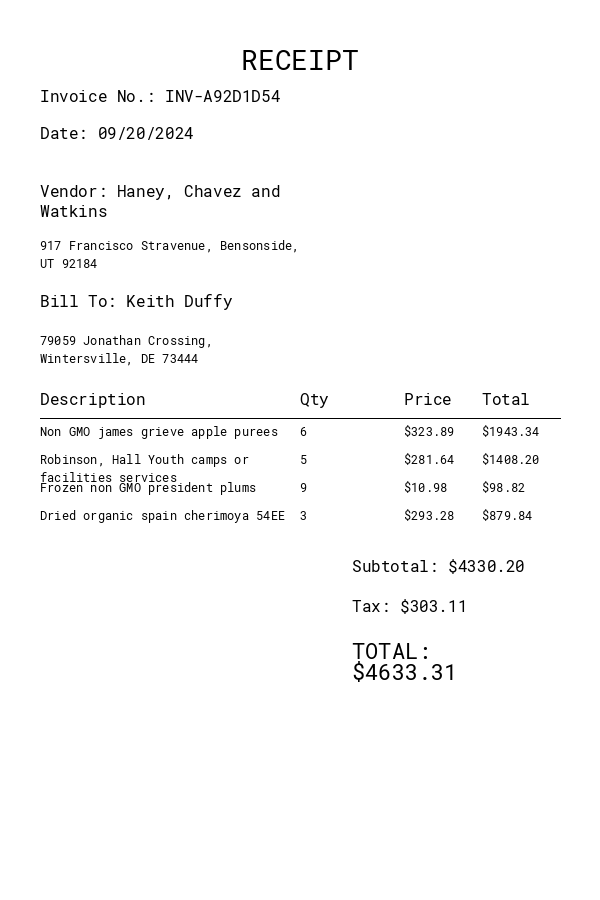 RECEIPT
Invoice No.: INV-A92D1D54
Date: 09/20/2024
Vendor: Haney, Chavez and
Watkins
917 Francisco Stravenue, Bensonside,
UT 92184
Bill To: Keith Duffy
79059 Jonathan Crossing,
Wintersville, DE 73444
Description Qty Price Total
Non GMO james grieve apple purees 6 $323.89 $1943.34
Robinson, Hall Youth camps or 5 $281.64 $1408.20
facilities services
Frozen non GMO president plums 9 $10.98 $98.82
Dried organic spain cherimoya 54EE 3 $293.28 $879.84
Subtotal: $4330.20
Tax: $303.11
TOTAL:
$4633.31